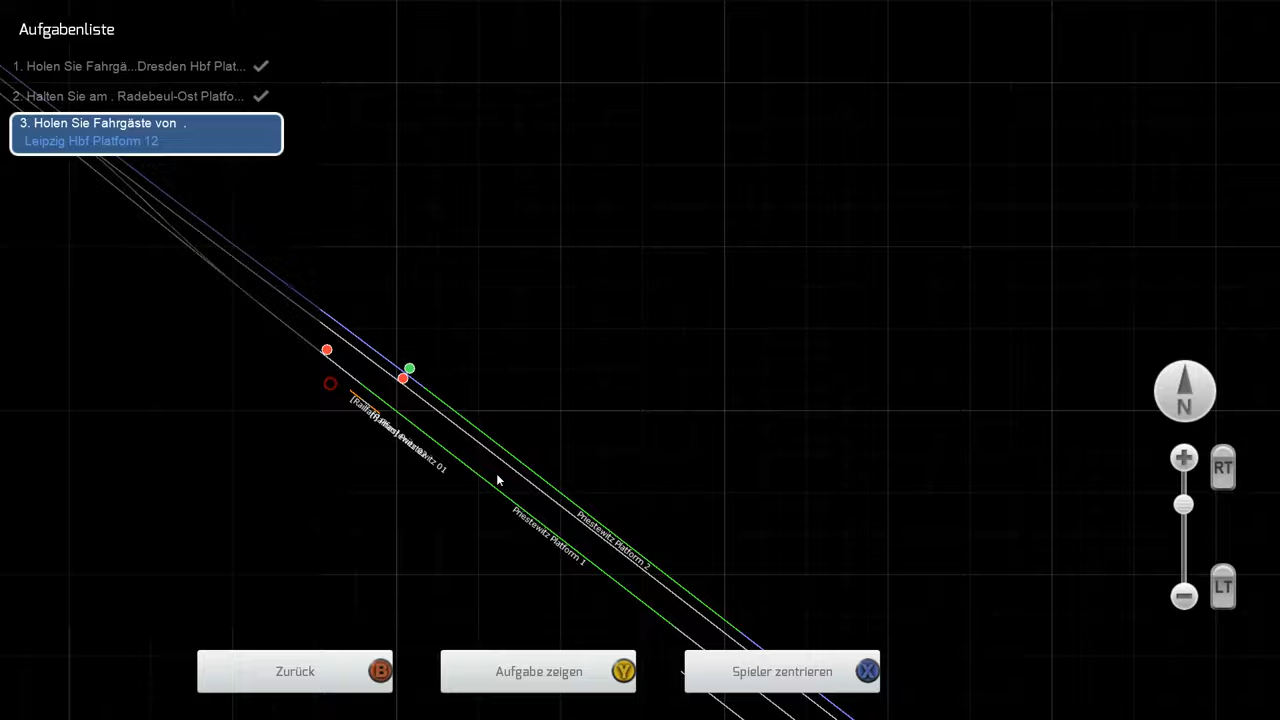 Aufgabenliste
1. Holen Sie Fahrgä...Dresden Hbf Plat...
2. Halten Sie am . Radebeul-Ost Platfo...
3. Holen Sie Fahrgäste von .
Leipzig Hbf Platform 12
Priestewitz Platform 1
Priestewitz Platform 2
N
RT
LT
Zurück B
Aufgabe zeigen Y
Spieler zentrieren X